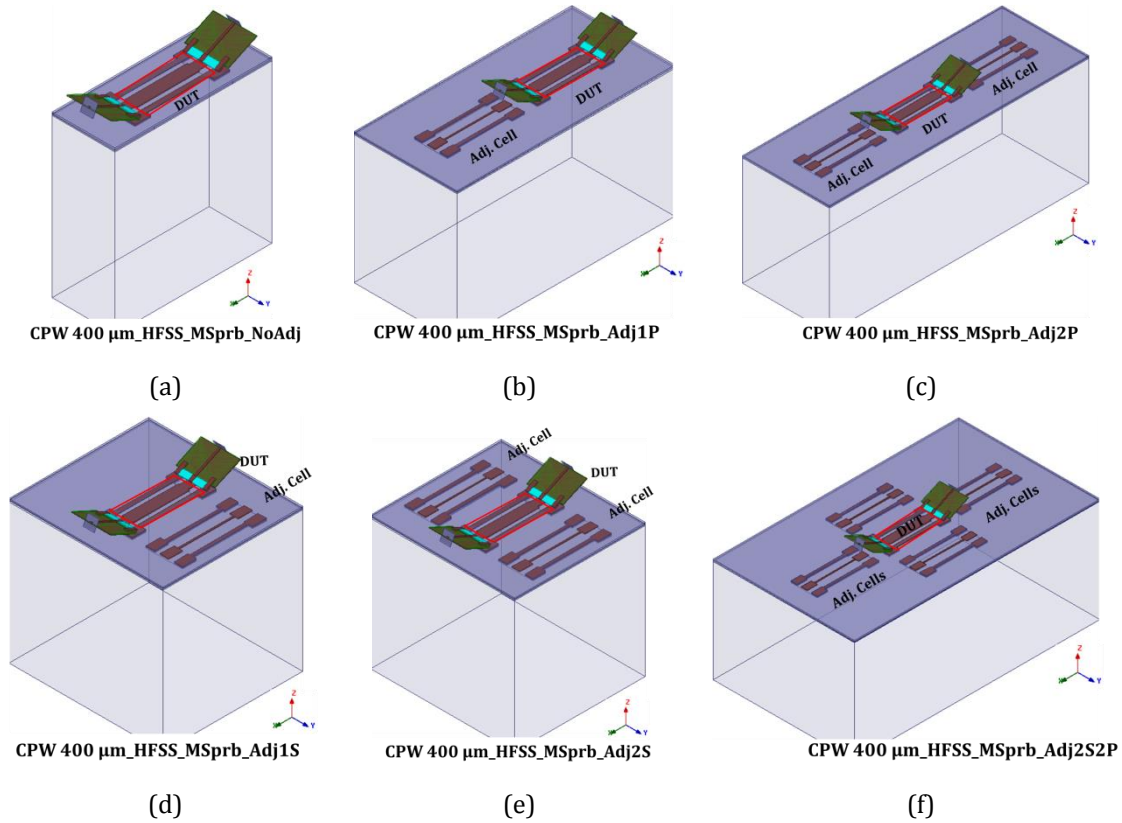 DUT
Z
X
Y
CPW 400 μm_HFSS_MSprb_NoAdj
(a)
DUT
Adj. Cell
Z
X
Y
CPW 400 μm_HFSS_MSprb_Adj1P
(b)
Adj. Cell
DUT
Adj. Cell
Z
X
Y
CPW 400 μm_HFSS_MSprb_Adj2P
(c)
DUT
Adj. Cell
Z
X
Y
CPW 400 μm_HFSS_MSprb_Adj1S
(d)
Adj. Cell
DUT
Adj. Cell
Z
X
Y
CPW 400 μm_HFSS_MSprb_Adj2S
(e)
DUT
Adj. Cells
Adj. Cells
Z
X
Y
CPW 400 μm_HFSS_MSprb_Adj2S2P
(f)